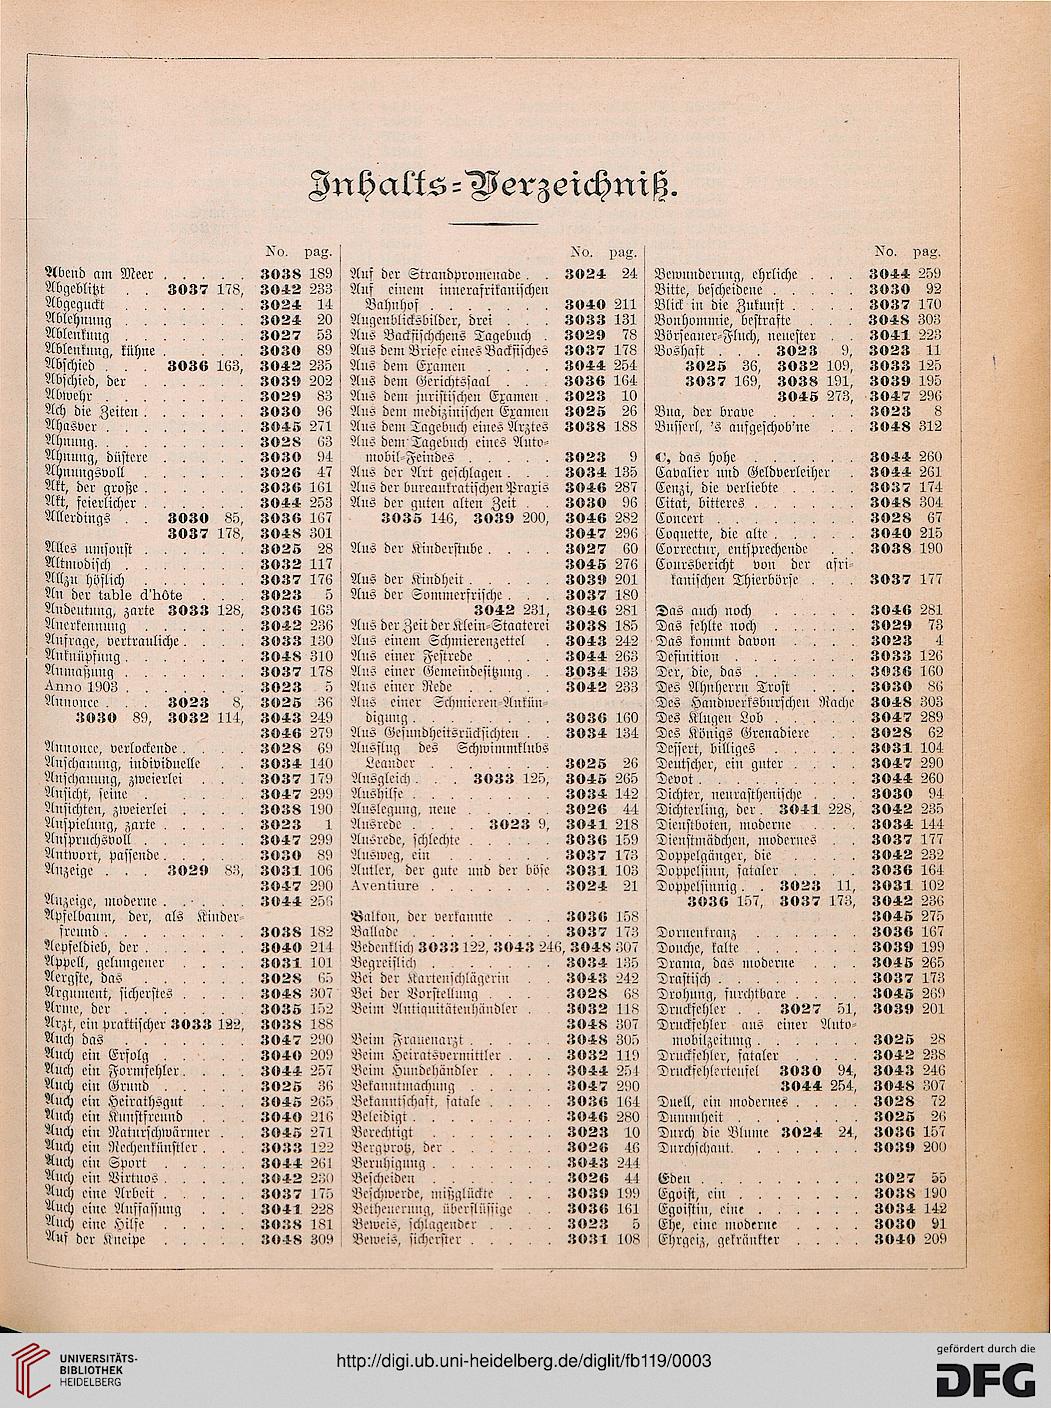 Inhalts-Verzeichniß.
No. pag.
Abend am Meer . . . . . 3038 189
Abgeblitzt . . 3037 178, 3042 233
Abgeguckt . . . . . . . 3024 14
Ablehnung . . . . . . . 3024 20
Ablenkung . . . . . . . 3027 53
Ablenkung, kühne . . . . . 3030 89
Abschied . . . 3036 163, 3042 235
Abschied, der . . . . . . 3039 202
Abwehr . . . . . . . . 3029 83
Ach die Zeiten . . . . . . 3030 96
Ahasver . . . . . . . . 3045 271
Ahnung . . . . . . . . 3028 63
Ahnung, düstere . . . . . 3030 94
Ahnungsvoll . . . . . . 3026 47
Akt, der große . . . . . . 3036 161
Akt, feierlicher . . . . . . 3044 253
Allerdings . . 3030 85, 3036 167
3037 178, 3048 301
Alles umsonst . . . . . . 3025 28
Altmodisch . . . . . . . 3032 117
Allzu höflich . . . . . . 3037 176
An der table d'hôte . . . 3023 5
Andeutung, zarte 3033 128, 3036 163
Anerkennung . . . . . . 3042 236
Anfrage, vertrauliche . . . . 3033 130
Anknüpfung . . . . . . . 3048 310
Anmaßung . . . . . . . 3037 178
Anno 1903 . . . . . . . 3023 5
Annonce . . . 3023 8, 3025 36
3030 89, 3032 114, 3043 249
3046 279
Annonce, verlockende . . . . 3028 69
Anschauung, individuelle . . 3034 140
Anschauung, zweierlei . . . . 3037 179
Ansicht, seine . . . . . . 3047 299
Ansichten, zweierlei . . . . 3038 190
Anspielung, zarte . . . . . 3023 1
Anspruchsvoll . . . . . . 3047 299
Antwort, passende . . . . . 3030 89
Anzeige . . . 3029 83, 3031 106
3047 290
Anzeige, moderne . . . . . 3044 256
Apfelbaum, der, als Kinder-
freund . . . . . . . . 3038 182
Aepfeldieb, der . . . . . . 3040 214
Appell, gelungener . . . . 3031 101
Aergste, das . . . . . . 3028 65
Argument, sicherstes . . . . 3048 307
Arme, der . . . . . . . 3035 152
Arzt, ein praktischer 3033 122, 3038 188
Auch das . . . . . . . 3047 290
Auch ein Erfolg . . . . . 3040 209
Auch ein Formfehler . . . . 3044 257
Auch ein Grund . . . . . 3025 36
Auch ein Heirathsgut . . . 3045 265
Auch ein Kunstfreund . . . 3040 216
Auch ein Naturschwärmer . . 3045 271
Auch ein Rechenkünstler . . . 3033 122
Auch ein Sport . . . . . 3044 261
Auch ein Virtuos . . . . . 3042 230
Auch eine Arbeit . . . . . 3037 175
Auch eine Auffassung . . . 3041 228
Auch eine Hilfe . . . . . 3038 181
Auf der Kneipe . . . . . 3048 309
No. pag.
Auf der Strandpromenade . . 3024 24
Auf einem innerafrikanischen
Bahnhof . . . . . . . 3040 211
Augenblicksbilder, drei . . . 3033 131
Aus Backfischchens Tagebuch . 3029 78
Aus dem Briefe eines Backfisches 3037 178
Aus dem Examen . . . . 3044 254
Aus dem Gerichtssaal . . . 3036 164
Aus dem juristischen Examen . 3023 10
Aus dem medizinischen Examen 3025 26
Aus dem Tagebuch eines Arztes 3038 188
Aus dem Tagebuch eines Auto-
mobil-Feindes . . . . . 3023 9
Aus der Art geschlagen . . . 3034 135
Aus der bureaukratischen Praxis 3046 287
Aus der guten alten Zeit . . 3030 96
3035 146, 3039 200, 3046 282
3047 296
Aus der Kinderstube . . . . 3027 60
3045 276
Aus der Kindheit . . . . . 3039 201
Aus der Sommerfrische . . . 3037 180
3042 231, 3046 281
Aus der Zeit der Klein-Staaterei 3038 185
Aus einem Schmierenzettel . 3043 242
Aus einer Festrede . . . . 3044 263
Aus einer Gemeindesitzung . . 3034 133
Aus einer Rede . . . . . 3042 233
Aus einer Schmieren-Ankün-
digung . . . . . . . . 3036 160
Aus Gesundheitsrücksichten . . 3034 134
Ausflug des Schwimmklubs
Leander . . . . . . . 3025 26
Ausgleich . . . 3033 125, 3045 265
Aushilfe . . . . . . . . 3034 142
Auslegung, neue . . . . . 3026 44
Ausrede . . . . 3023 9, 3041 218
Ausrede, schlechte . . . . 3036 159
Ausweg, ein . . . . . . 3037 173
Autler, der gute und der böse 3031 103
Aventiure . . . . . . . 3024 21
Balkon, der verkannte . . . 3036 158
Ballade . . . . . . . . 3037 173
Bedenklich 3033 122, 3043 246, 3048 307
Begreiflich . . . . . . . 3034 135
Bei der Kartenschlägerin . . 3043 242
Bei der Vorstellung . . . 3028 68
Beim Antiquitätenhändler . . 3032 118
3048 307
Beim Frauenarzt . . . . . 3048 305
Beim Heiratsvermittler . . . 3032 119
Beim Hundehändler . . . . 3044 254
Bekanntmachung . . . . . 3047 290
Bekanntschaft, fatale . . . . 3036 164
Beleidigt . . . . . . . . 3046 280
Berechtigt . . . . . . . 3023 10
Bergprotz, der . . . . . . 3026 46
Beruhigung . . . . . . . 3043 244
Bescheiden . . . . . . . 3026 44
Beschwerde, mißglückte . . . 3039 199
Betheuerung, überflüssige . . 3036 161
Beweis, schlagender . . . . 3023 5
Beweis, sicherster . . . . . 3031 108
No. pag.
Bewunderung, ehrliche . . . 3044 259
Bitte, bescheidene . . . . . 3030 92
Blick in die Zukunft . . . . 3037 170
Bonhommie, bestrafte . . . 3048 303
Börseaner-Fluch, neuester . . 3041 223
Boshaft . . . 3023 9, 3023 11
3025 36, 3032 109, 3033 125
3037 169, 3038 191, 3039 195
3045 273, 3047 296
Bua, der brave . . . . . 3023 8
Busserl, 's aufgeschob'ne . . 3048 312
C, das hohe . . . . . . 3044 260
Cavalier und Geldverleiher . 3044 261
Cenzi, die verliebte . . . . 3037 174
Citat, bitteres . . . . . . 3048 304
Concert . . . . . . . . 3028 67
Coquette, die alte . . . . . 3040 215
Correctur, entsprechende . . 3038 190
Coursbericht von der afri-
kanischen Thierbörse . . . 3037 177
Das auch noch . . . . . 3046 281
Das fehlte noch . . . . . 3029 73
Das kommt davon . . . . 3023 4
Definition . . . . . . . 3033 126
Der, die, das . . . . . . 3036 160
Des Ahnherrn Trost . . . 3030 86
Des Handwerksburschen Rache 3048 303
Des Klugen Lob . . . . . 3047 289
Des Königs Grenadiere . . 3028 62
Dessert, billiges . . . . . 3031 104
Deutscher, ein guter . . . . 3047 290
Devot . . . . . . . . . 3044 260
Dichter, neurasthenische . . . 3030 94
Dichterling, der . 3041 228, 3042 235
Dienstboten, moderne . . . 3034 144
Dienstmädchen, modernes . . 3037 177
Doppelgänger, die . . . . 3042 232
Doppelsinn, fataler . . . . 3036 164
Doppelsinnig . . 3023 11, 3031 102
3036 157, 3037 173, 3042 236
3045 275
Dornenkranz . . . . . . 3036 167
Douche, kalte . . . . . . 3039 199
Drama, das moderne . . . 3045 265
Drastisch . . . . . . . . 3037 173
Drohung, furchtbare . . . . 3045 269
Druckfehler . . 3027 51, 3039 201
Druckfehler aus einer Auto-
mobilzeitung . . . . . . 3025 28
Druckfehler, fataler . . . . 3042 238
Druckfehlerteufel 3030 94, 3043 246
3044 254, 3048 307
Duell, ein modernes . . . . 3028 72
Dummheit . . . . . . . 3025 26
Durch die Blume 3024 24, 3036 157
Durchschaut . . . . . . . 3039 200
Eden . . . . . . . . . 3027 55
Egoist, ein . . . . . . . 3038 190
Egoistin, eine . . . . . . 3034 142
Ehe, eine moderne . . . . 3030 91
Ehrgeiz, gekränkter . . . . 3040 209
UNIVERSITÄTS-
BIBLIOTHEK
HEIDELBERG
http://digi.ub.uni-heidelberg.de/diglit/fb119/0003
gefördert durch die
DFG